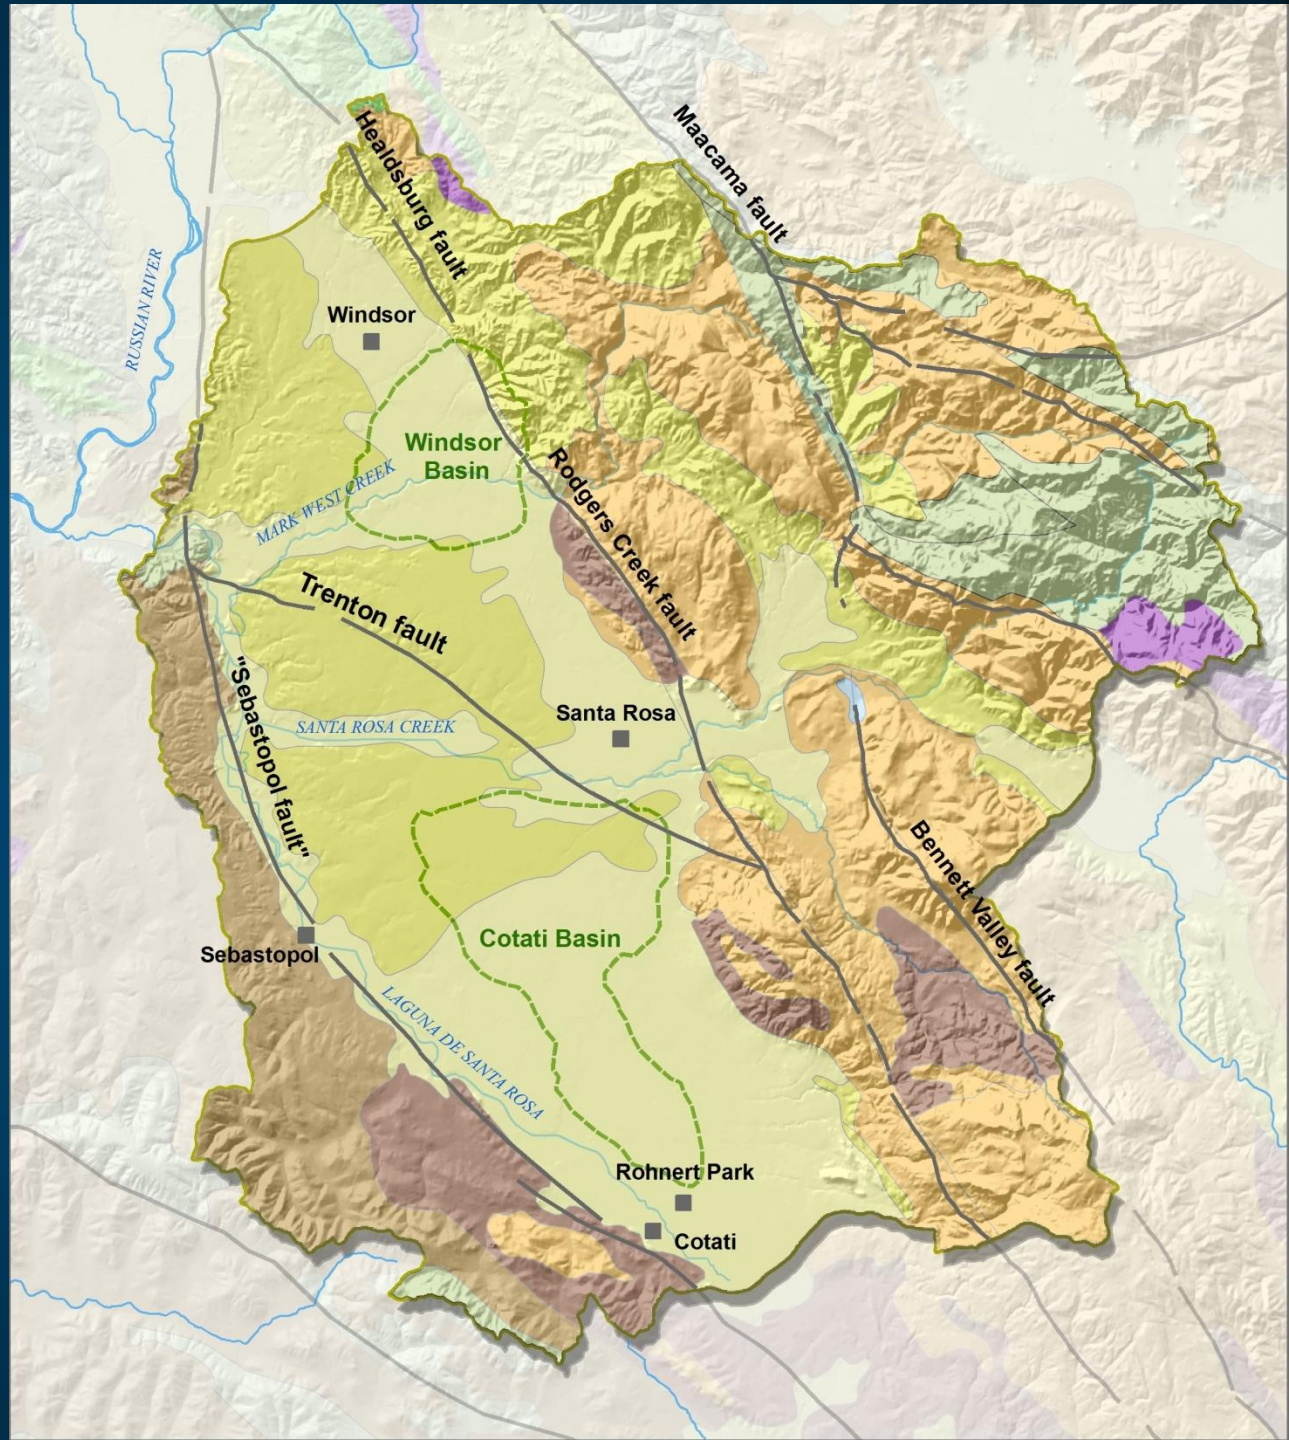 Healdsburg fault
Maacama fault
RUSSIAN RIVER
Windsor
Windsor
Basin
MARK WEST CREEK
Rodgers Creek fault
Trenton fault
"Sebastopol fault"
SANTA ROSA CREEK
Santa Rosa
Bennett Valley fault
Sebastopol
Cotati Basin
LAGUNA DE SANTA ROSA
Rohnert Park
Cotati